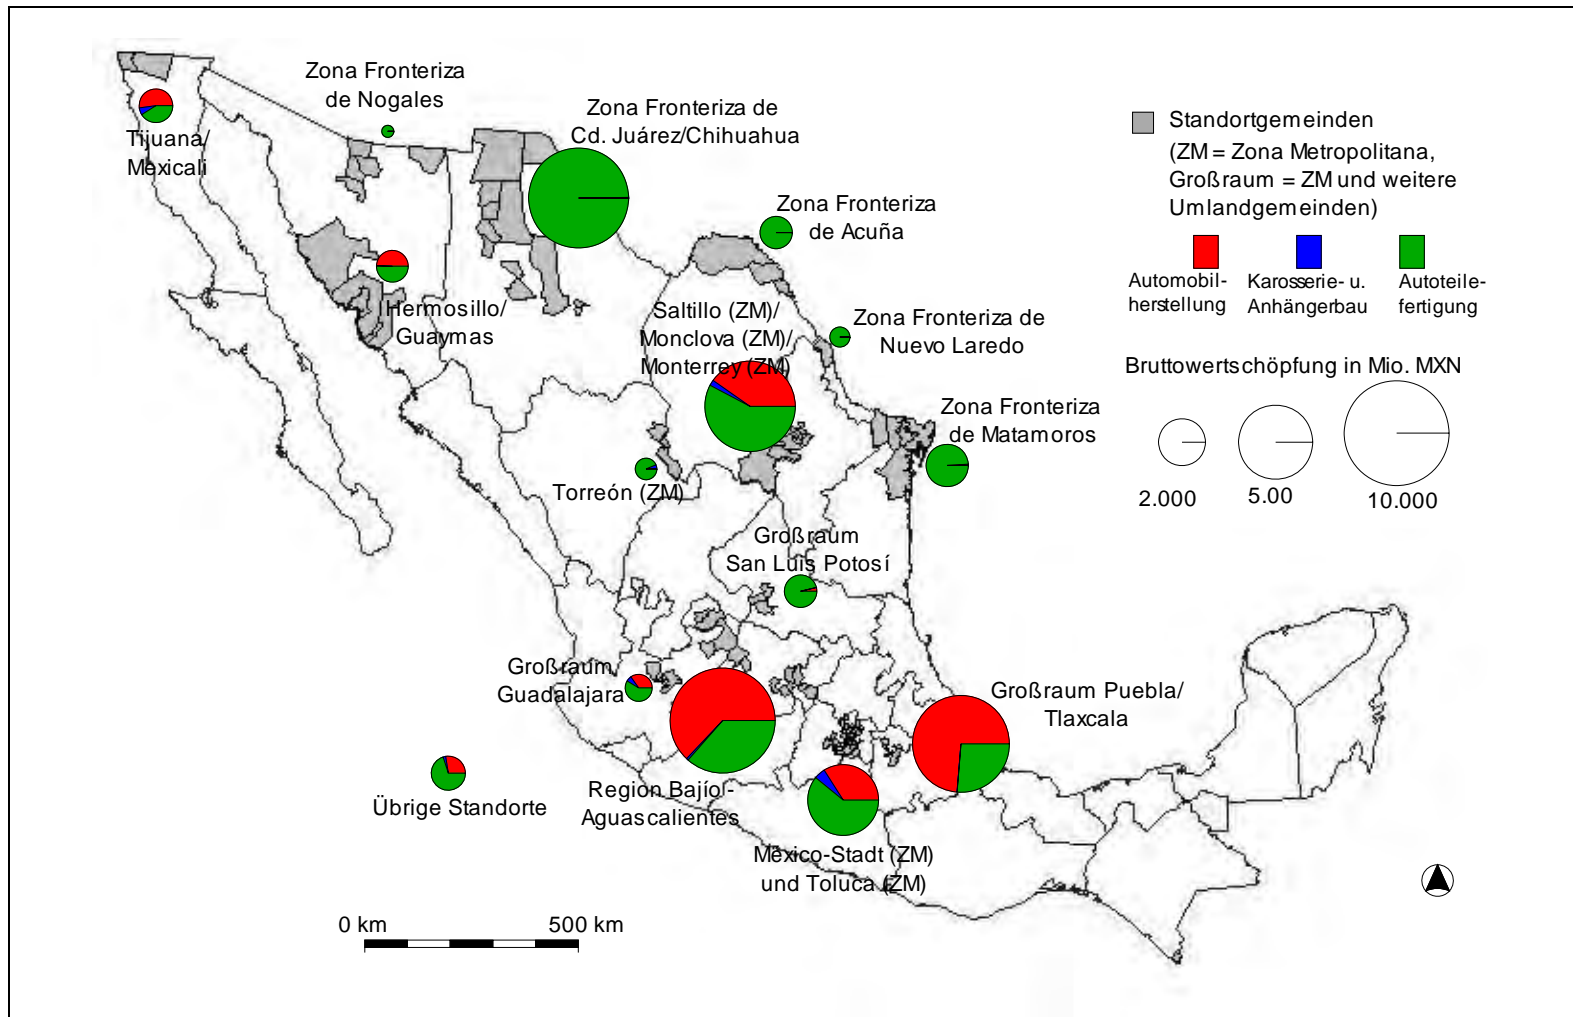 Zona Fronteriza
de Nogales
Zona Fronteriza de
Cd. Juárez/Chihuahua
Tijuana/
Mexicali
Zona Fronteriza
de Acuña
Hermosillo/
Guaymas
Saltillo (ZM)/
Monclova (ZM)/
Monterrey (ZM)
Zona Fronteriza de
Nuevo Laredo
Zona Fronteriza
de Matamoros
Torreón (ZM)
Großraum
San Luis Potosí
Großraum
Guadalajara
Großraum Puebla/
Tlaxcala
Übrige Standorte
Region Bajío-
Aguascalientes
Mexico-Stadt (ZM)
und Toluca (ZM)
0 km 500 km
Standortgemeinden
(ZM = Zona Metropolitana,
Großraum = ZM und weitere
Umlandgemeinden)
Automobil-
herstellung
Karosserie- u.
Anhängerbau
Autoteile-
fertigung
Bruttowertschöpfung in Mio. MXN
2.000 5.00 10.000